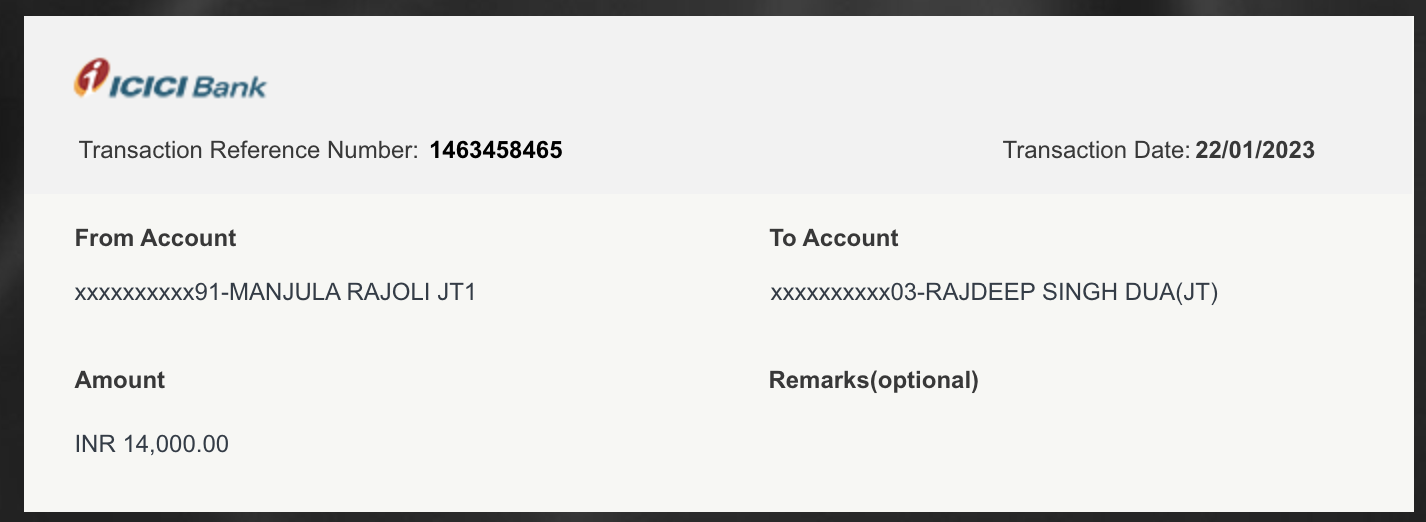 ICICI Bank
Transaction Reference Number: 1463458465 Transaction Date: 22/01/2023
From Account To Account
xxxxxxxxxx91-MANJULA RAJOLI JT1 xxxxxxxxxx03-RAJDEEP SINGH DUA(JT)
Amount Remarks(optional)
INR 14,000.00